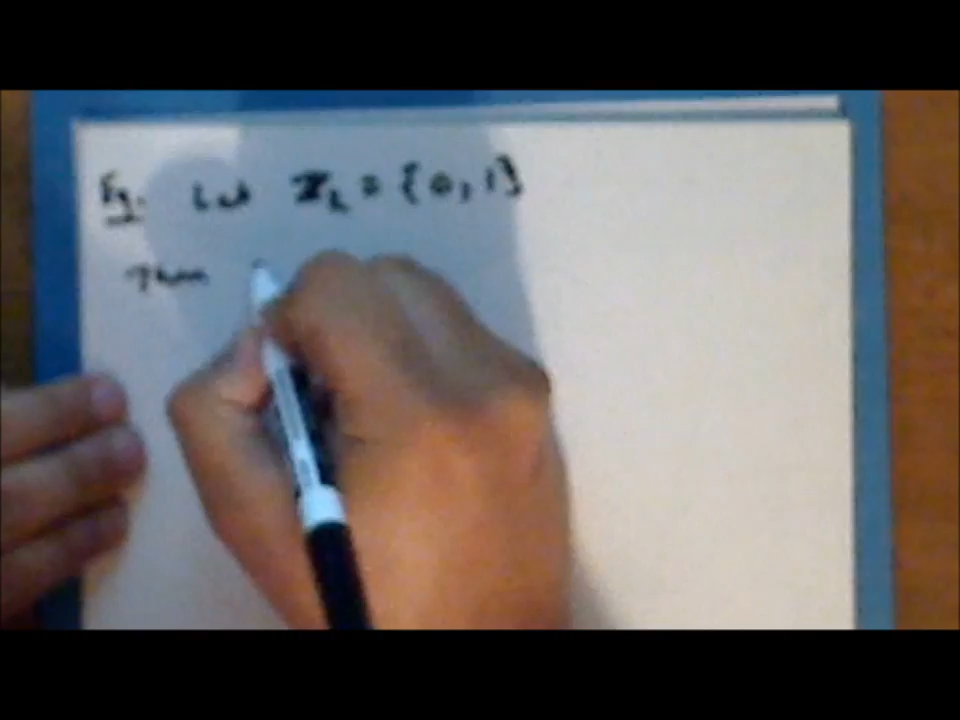 Eg. Let ℤ₂ = {0, 1}
Then